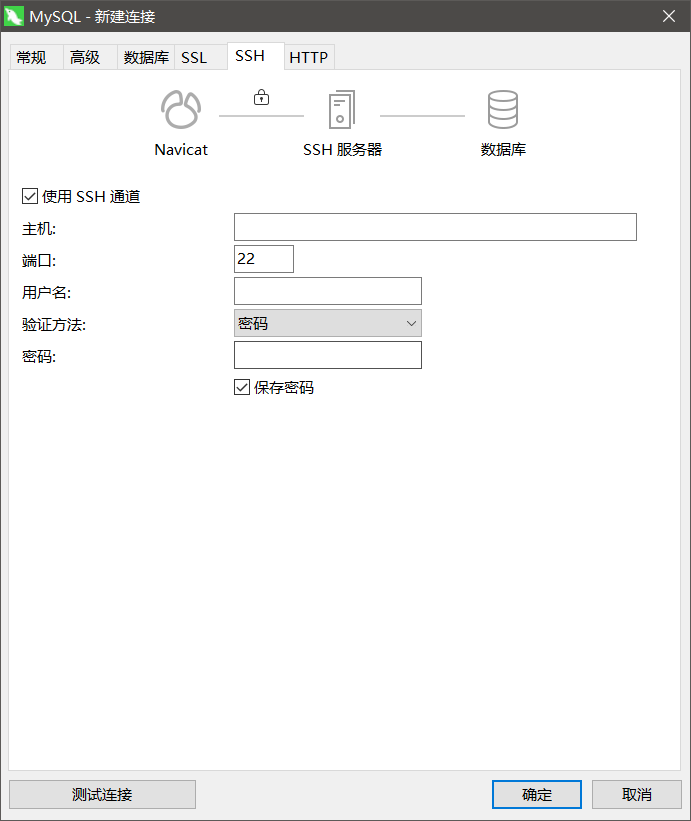 MySQL - 新建连接
常规 高级 数据库 SSL SSH HTTP
Navicat SSH 服务器 数据库
使用 SSH 通道
主机:
端口: 22
用户名:
验证方法: 密码
密码:
保存密码
测试连接 确定 取消